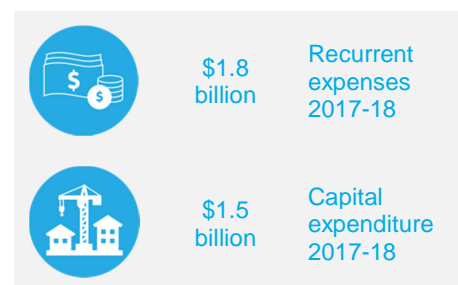 $1.8
billion
Recurrent
expenses
2017-18
$1.5
billion
Capital
expenditure
2017-18